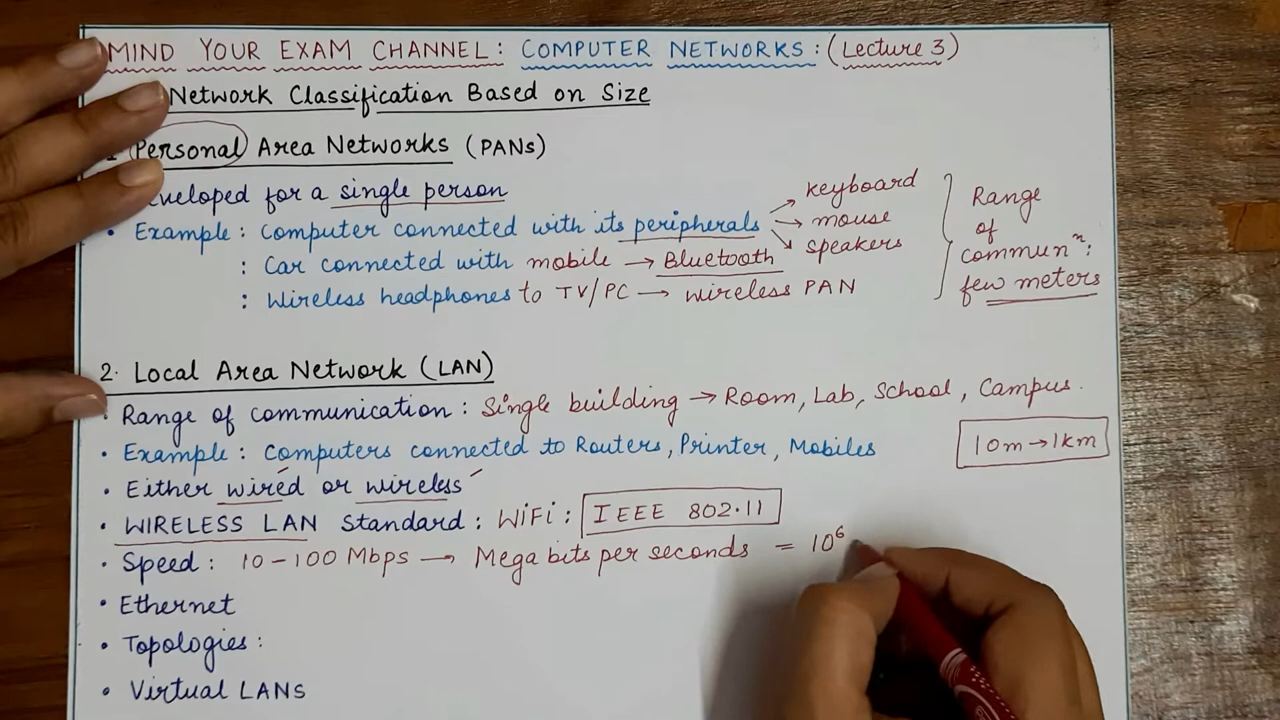 MIND YOUR EXAM CHANNEL: COMPUTER NETWORKS: (Lecture 3)
Network Classification Based on Size
Personal Area Networks (PANs)
veloped for a single person
• Example: Computer connected with its peripherals → keyboard → mouse → speakers
: Car connected with mobile → Bluetooth
: Wireless headphones to TV/PC → wireless PAN
Range
of
communⁿ:
few meters
2. Local Area Network (LAN)
• Range of communication: Single building → Room, Lab, School, Campus.
• Example: Computers connected to Routers, Printer, Mobiles
10m → 1km
• Either wired or wireless
• WIRELESS LAN Standard: WiFi: IEEE 802.11
• Speed: 10-100 Mbps → Mega bits per seconds = 10⁶
• Ethernet
• Topologies:
• Virtual LANs